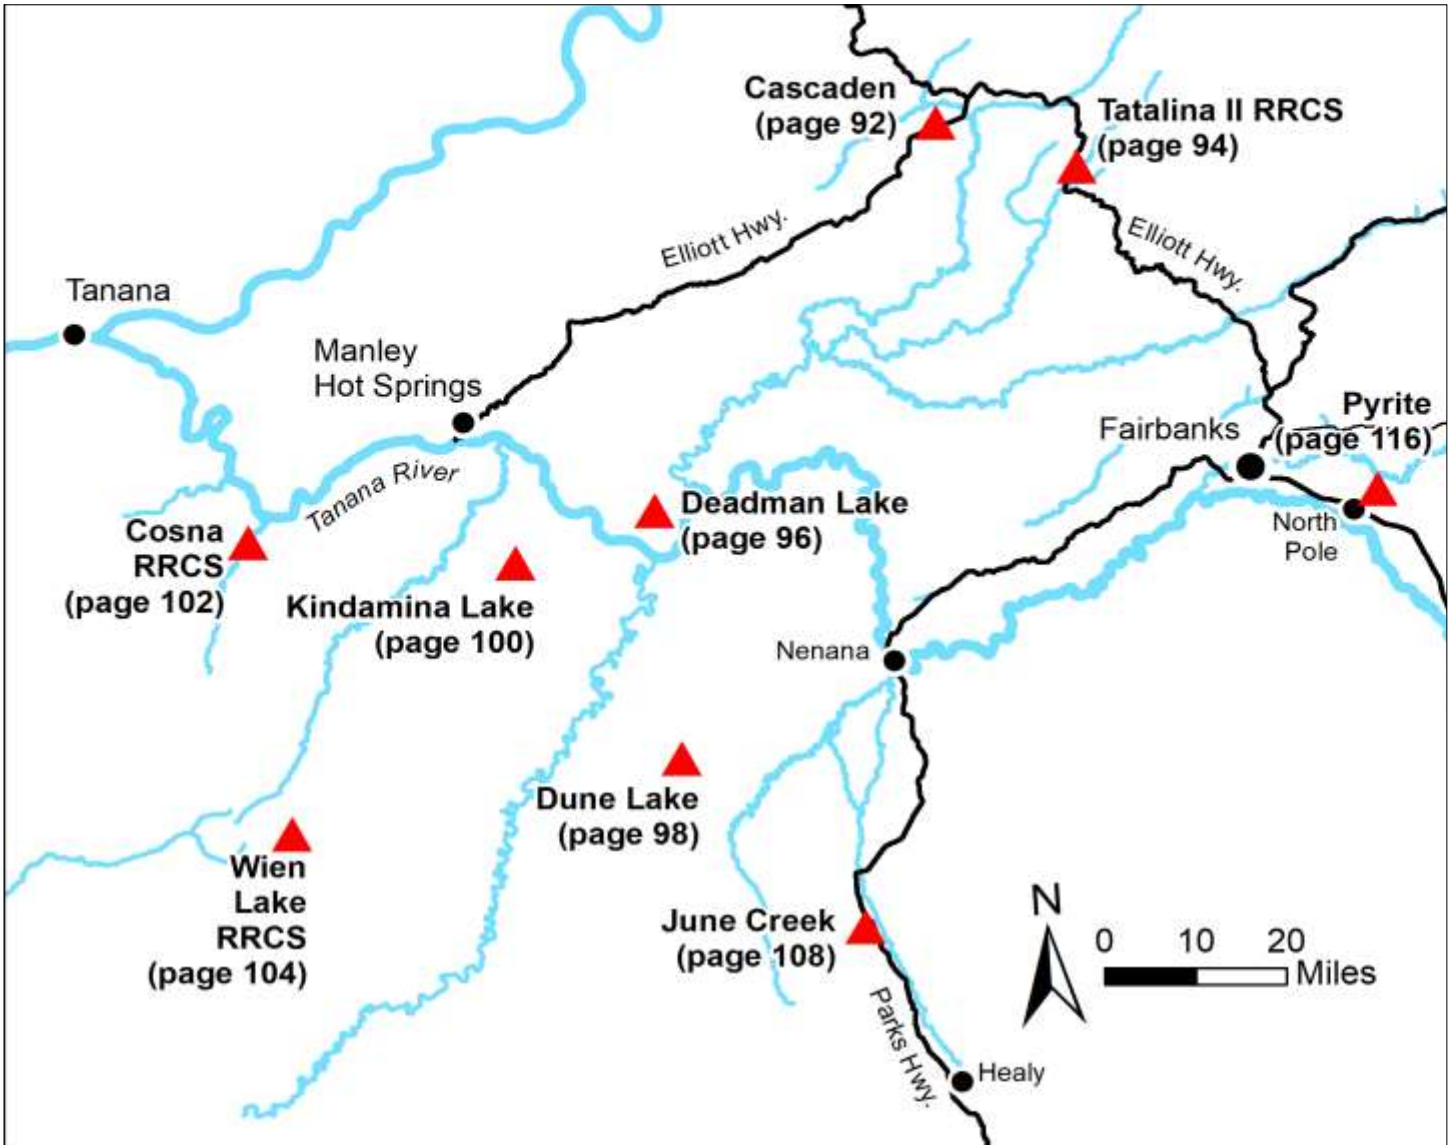 Cascaden
(page 92)
Tatalina II RRCS
(page 94)
Elliott Hwy.
Elliott Hwy.
Tanana
Manley
Hot Springs
Pyrite
(page 116)
Fairbanks
Tanana River
Deadman Lake
(page 96)
North
Pole
Cosna
RRCS
(page 102)
Kindamina Lake
(page 100)
Nenana
Dune Lake
(page 98)
Wien
Lake
RRCS
(page 104)
June Creek
(page 108)
N
0 10 20
Miles
Parks Hwy.
Healy